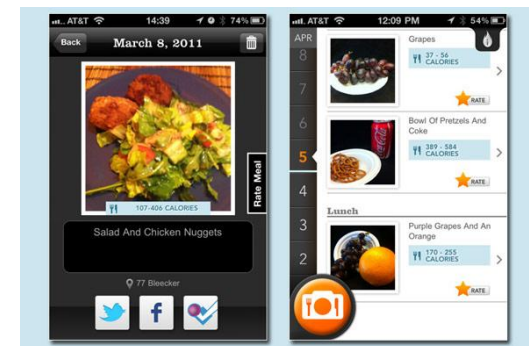 AT&T 14:39 74%
Back March 8, 2011
Rate Meal
107-406 CALORIES
Salad And Chicken Nuggets
77 Bleecker
AT&T 12:09 PM 54%
APR
8
7
6
5
4
3
2
Grapes
37 - 56
CALORIES
RATE
Bowl Of Pretzels And
Coke
389 - 584
CALORIES
RATE
Lunch
Purple Grapes And An
Orange
170 - 255
CALORIES
RATE